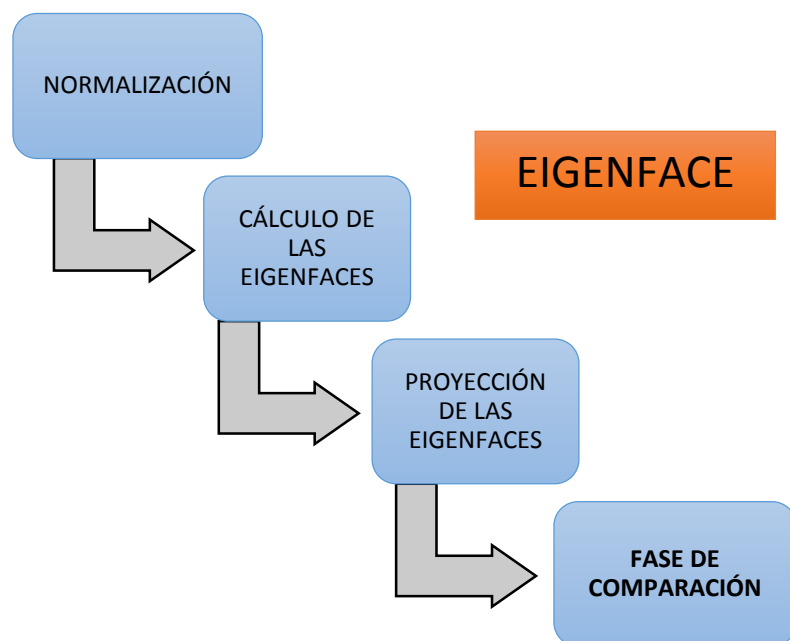 NORMALIZACIÓN
EIGENFACE
CÁLCULO DE
LAS
EIGENFACES
PROYECCIÓN
DE LAS
EIGENFACES
FASE DE
COMPARACIÓN